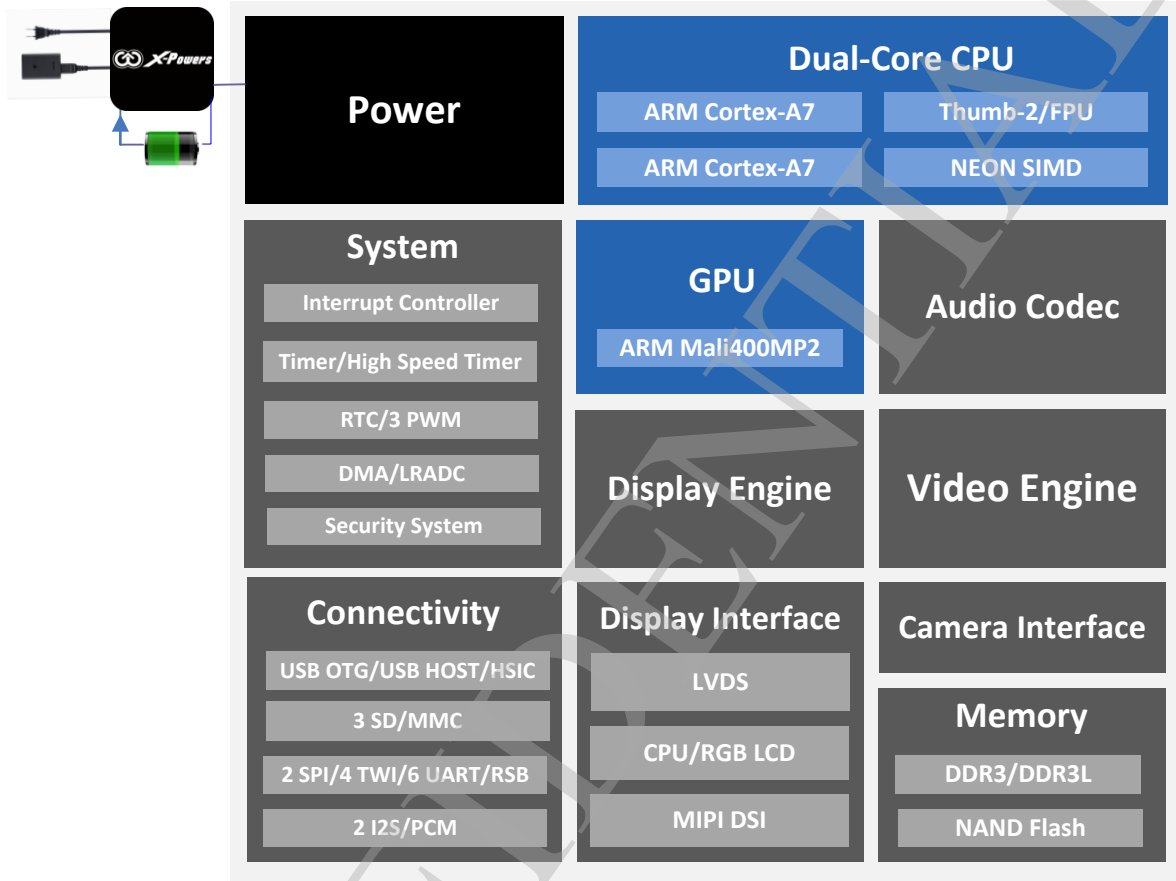 X-Powers
Power
Dual-Core CPU
ARM Cortex-A7
Thumb-2/FPU
ARM Cortex-A7
NEON SIMD
System
Interrupt Controller
Timer/High Speed Timer
RTC/3 PWM
DMA/LRADC
Security System
GPU
ARM Mali400MP2
Audio Codec
Display Engine
Video Engine
Connectivity
USB OTG/USB HOST/HSIC
3 SD/MMC
2 SPI/4 TWI/6 UART/RSB
2 I2S/PCM
Display Interface
LVDS
CPU/RGB LCD
MIPI DSI
Camera Interface
Memory
DDR3/DDR3L
NAND Flash
IDENTIA